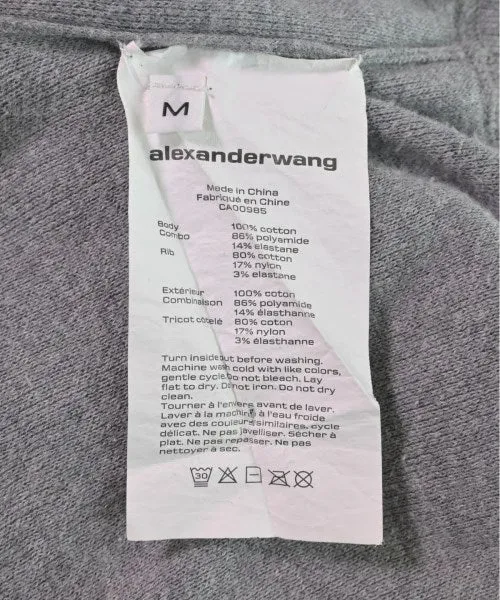 M
alexanderwang
Made in China
Fabriqué en Chine
CA00985
Body 100% cotton
Combo 86% polyamide
14% elastane
Rib 80% cotton
17% nylon
3% elastane
Extérieur 100% coton
Combinaison 86% polyamide
14% élasthanne
Tricot côtelé 80% coton
17% nylon
3% élasthanne
Turn inside out before washing.
Machine wash cold with like colors,
gentle cycle. Do not bleach. Lay
flat to dry. Do not iron. Do not dry
clean.
Tourner à l'envers avant de laver.
Laver à la machine à l'eau froide
avec des couleurs similaires, cycle
délicat. Ne pas javelliser. Sécher à
plat. Ne pas repasser. Ne pas
nettoyer à sec.
30